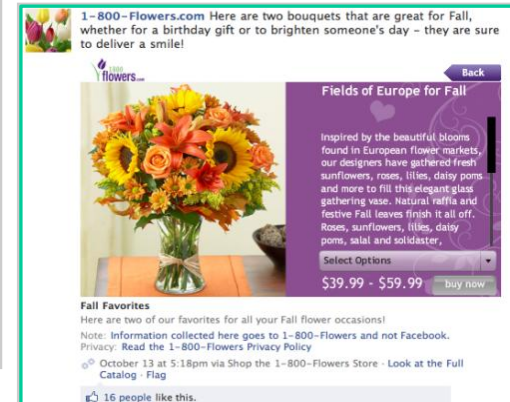 1-800-Flowers.com Here are two bouquets that are great for Fall,
whether for a birthday gift or to brighten someone's day – they are sure
to deliver a smile!
1 800
flowers.com
Back
Fields of Europe for Fall
Inspired by the beautiful blooms
found in European flower markets,
our designers have gathered fresh
sunflowers, roses, lilies, daisy poms
and more to fill this elegant glass
gathering vase. Natural raffia and
festive Fall leaves finish it all off.
Roses, sunflowers, lilies, daisy
poms, salal and solidaster,
Select Options
$39.99 - $59.99 buy now
Fall Favorites
Here are two of our favorites for all your Fall flower occasions!
Note: Information collected here goes to 1-800-Flowers and not Facebook.
Privacy: Read the 1-800-Flowers Privacy Policy
October 13 at 5:18pm via Shop the 1-800-Flowers Store · Look at the Full
Catalog · Flag
16 people like this.